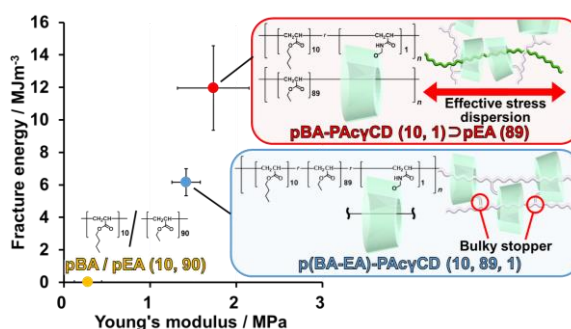 Fracture energy / MJm-3
16
14
12
10
8
6
4
2
0
0 1 2 3
Young's modulus / MPa
r
n
10
1
O
O
O
HN
O
89
n
O
O
Effective stress
dispersion
pBA-PAcγCD (10, 1)⊃pEA (89)
r
r
n
10
89
1
O
O
O
O
O
HN
O
Bulky stopper
p(BA-EA)-PAcγCD (10, 89, 1)
10
90
O
O
O
O
pBA / pEA (10, 90)